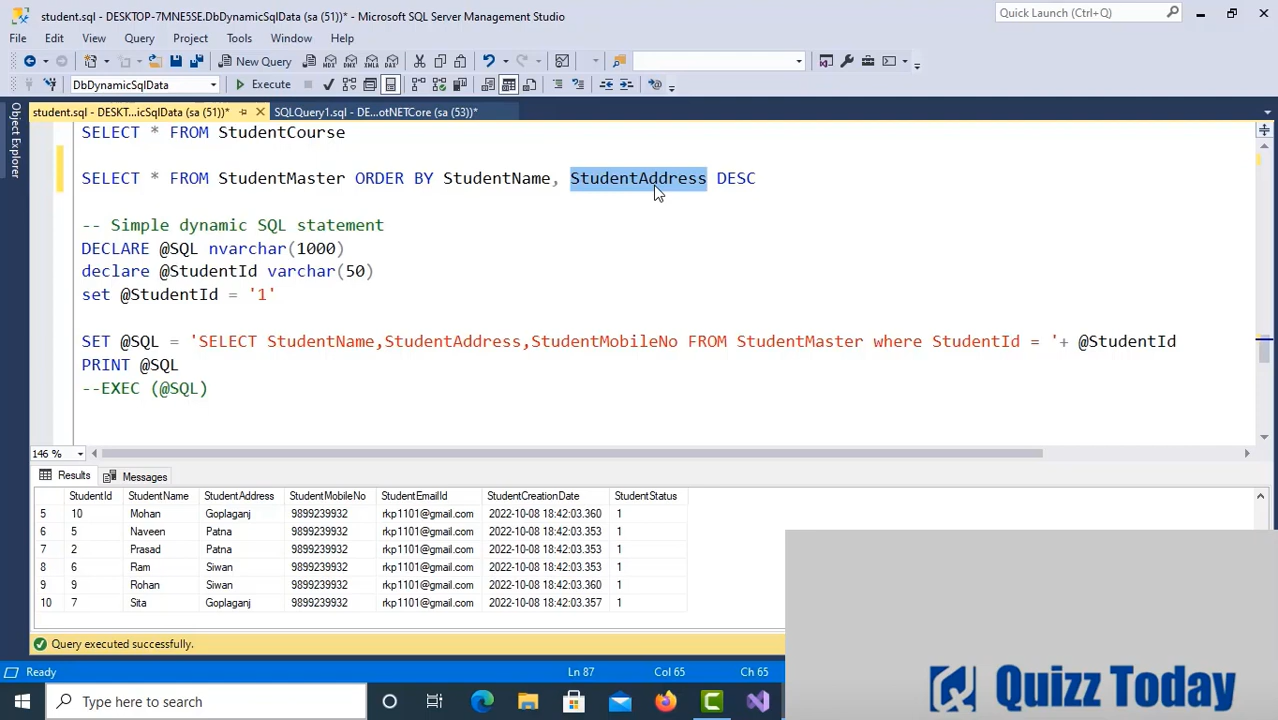 student.sql - DESKTOP-7MNE5SE.DbDynamicSqlData (sa (51))* - Microsoft SQL Server Management Studio
Quick Launch (Ctrl+Q)
File Edit View Query Project Tools Window Help
New Query
DbDynamicSqlData Execute
student.sql - DESKT...icSqlData (sa (51))* SQLQuery1.sql - DE...otNETCore (sa (53))*
Object Explorer
SELECT * FROM StudentCourse
SELECT * FROM StudentMaster ORDER BY StudentName, StudentAddress DESC
-- Simple dynamic SQL statement
DECLARE @SQL nvarchar(1000)
declare @StudentId varchar(50)
set @StudentId = '1'
SET @SQL = 'SELECT StudentName,StudentAddress,StudentMobileNo FROM StudentMaster where StudentId = '+ @StudentId
PRINT @SQL
--EXEC (@SQL)
146 %
Results Messages
StudentId StudentName StudentAddress StudentMobileNo StudentEmailId StudentCreationDate StudentStatus
5 10 Mohan Goplaganj 9899239932 rkp1101@gmail.com 2022-10-08 18:42:03.360 1
6 5 Naveen Patna 9899239932 rkp1101@gmail.com 2022-10-08 18:42:03.353 1
7 2 Prasad Patna 9899239932 rkp1101@gmail.com 2022-10-08 18:42:03.353 1
8 6 Ram Siwan 9899239932 rkp1101@gmail.com 2022-10-08 18:42:03.353 1
9 9 Rohan Siwan 9899239932 rkp1101@gmail.com 2022-10-08 18:42:03.360 1
10 7 Sita Goplaganj 9899239932 rkp1101@gmail.com 2022-10-08 18:42:03.357 1
Query executed successfully.
Ready Ln 87 Col 65 Ch 65
Type here to search
Quizz Today